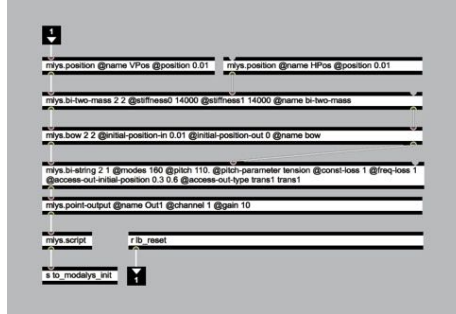 1
mlys.position @name VPos @position 0.01
mlys.position @name HPos @position 0.01
mlys.bi-two-mass 2 2 @stiffness0 14000 @stiffness1 14000 @name bi-two-mass
mlys.bow 2 2 @initial-position-in 0.01 @initial-position-out 0 @name bow
mlys.bi-string 2 1 @modes 160 @pitch 110. @pitch-parameter tension @const-loss 1 @freq-loss 1
@access-out-initial-position 0.3 0.6 @access-out-type trans1 trans1
mlys.point-output @name Out1 @channel 1 @gain 10
mlys.script
r lb_reset
s to_modalys_init
1